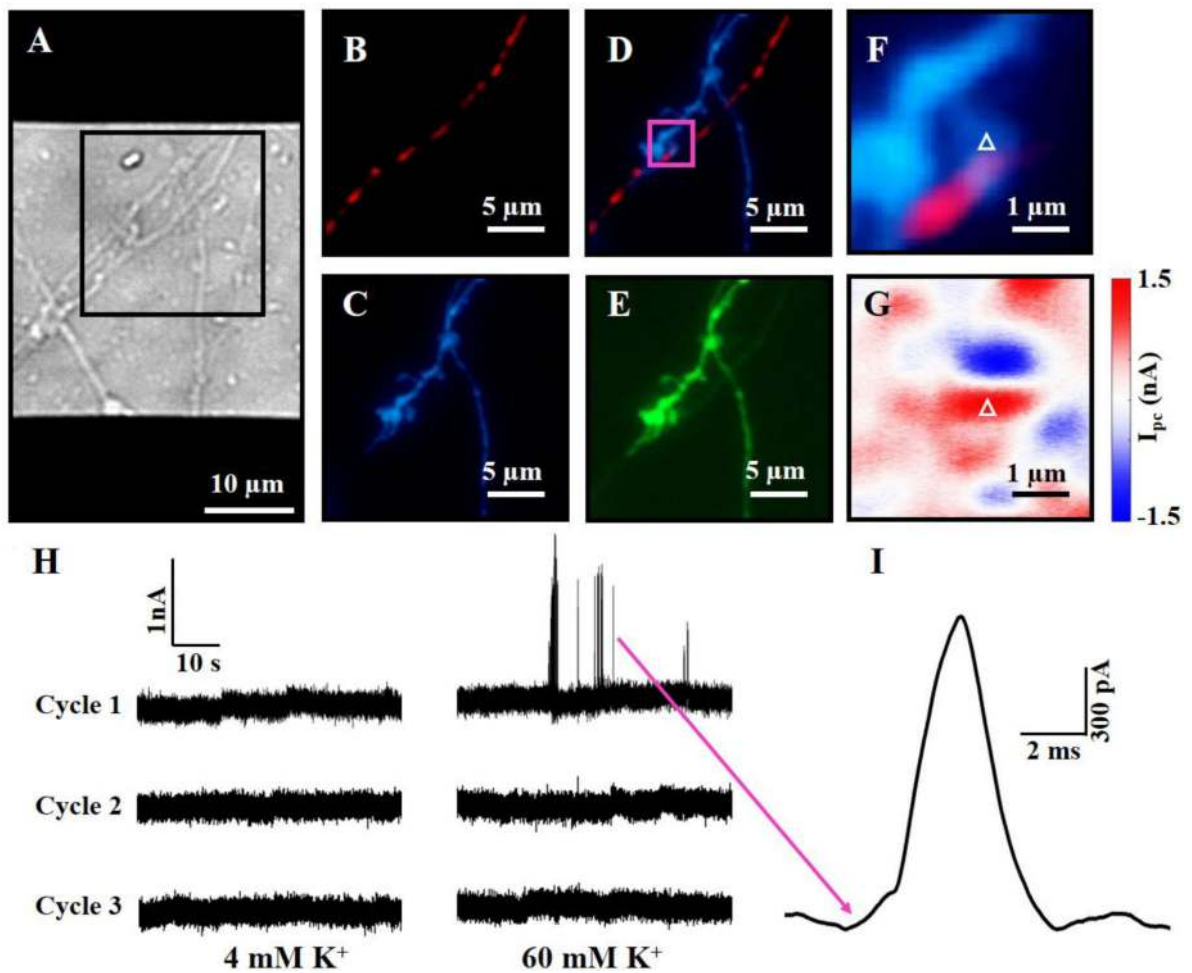 A
B
D
F
10 μm
5 μm
5 μm
1 μm
C
E
G
5 μm
5 μm
1 μm
1.5
I_pc (nA)
-1.5
H
1nA
10 s
I
300 pA
2 ms
Cycle 1
Cycle 2
Cycle 3
4 mM K⁺
60 mM K⁺